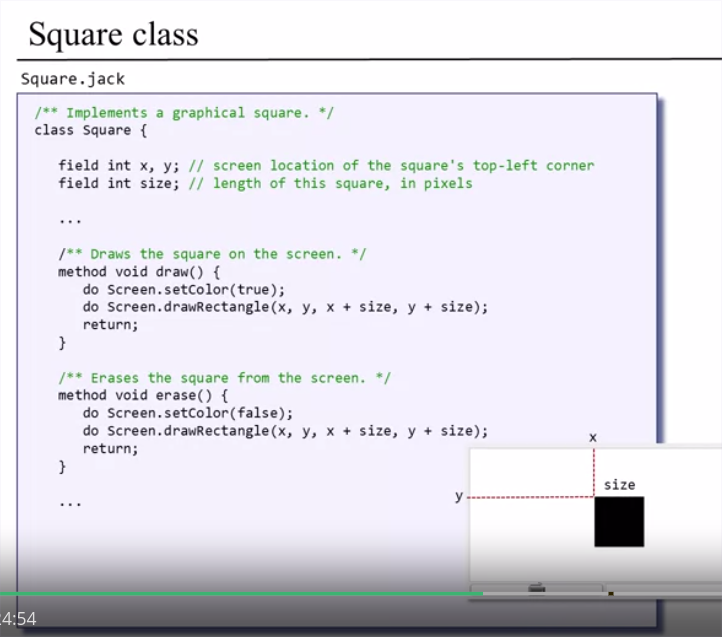 Square class
Square.jack
/** Implements a graphical square. */
class Square {
field int x, y; // screen location of the square's top-left corner
field int size; // length of this square, in pixels
...
/** Draws the square on the screen. */
method void draw() {
do Screen.setColor(true);
do Screen.drawRectangle(x, y, x + size, y + size);
return;
}
/** Erases the square from the screen. */
method void erase() {
do Screen.setColor(false);
do Screen.drawRectangle(x, y, x + size, y + size);
return;
}
...
x
size
y
4:54